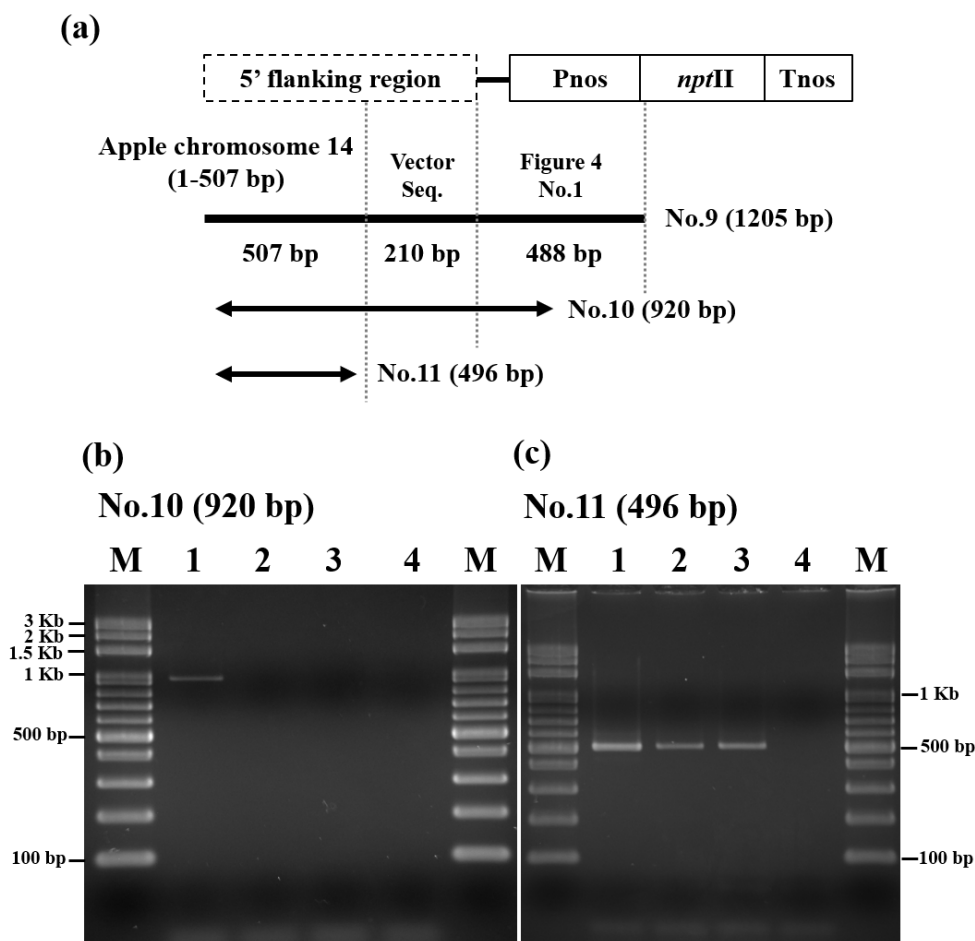 (a)
5' flanking region
Pnos
nptII
Tnos
Apple chromosome 14
(1-507 bp)
Vector
Seq.
Figure 4
No.1
No.9 (1205 bp)
507 bp
210 bp
488 bp
No.10 (920 bp)
No.11 (496 bp)
(b)
No.10 (920 bp)
M 1 2 3 4 M
3 Kb
2 Kb
1.5 Kb
1 Kb
500 bp
100 bp
(c)
No.11 (496 bp)
M 1 2 3 4 M
1 Kb
500 bp
100 bp